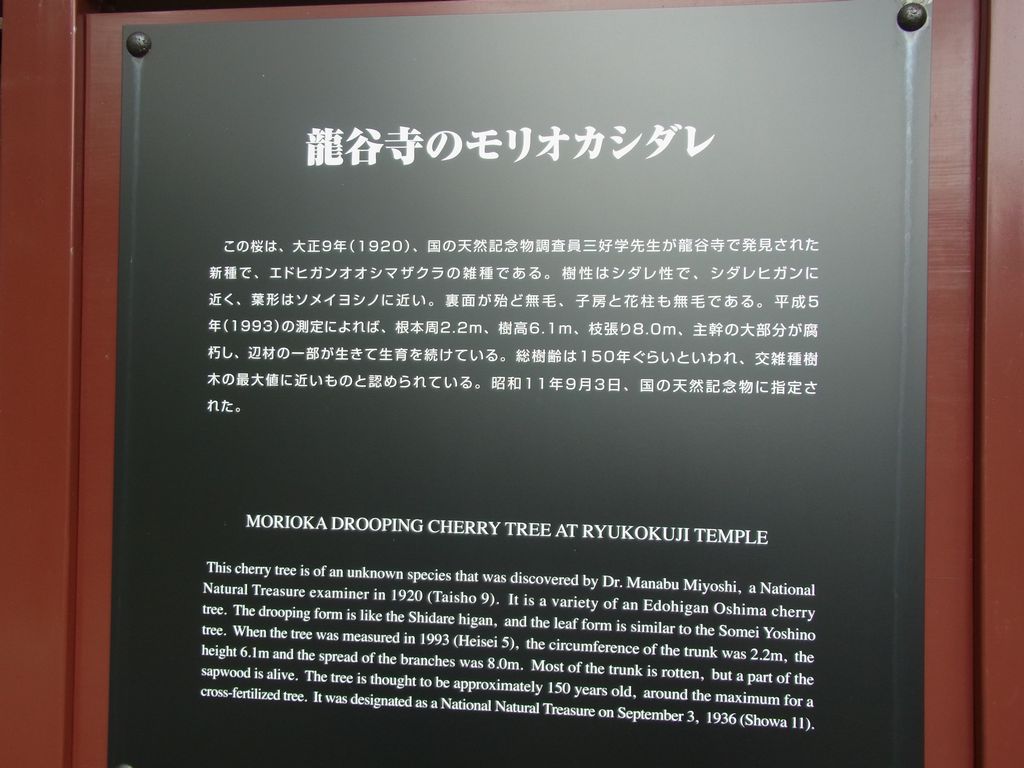 龍谷寺のモリオカシダレ
この桜は、大正9年(1920)、国の天然記念物調査員三好学先生が龍谷寺で発見された
新種で、エドヒガンオオシマザクラの雑種である。樹性はシダレ性で、シダレヒガンに
近く、葉形はソメイヨシノに近い。裏面が殆ど無毛、子房と花柱も無毛である。平成5
年(1993)の測定によれば、根本周2.2m、樹高6.1m、枝張り8.0m、主幹の大部分が腐
朽し、辺材の一部が生きて生育を続けている。総樹齢は150年ぐらいといわれ、交雑種樹
木の最大値に近いものと認められている。昭和11年9月3日、国の天然記念物に指定さ
れた。
MORIOKA DROOPING CHERRY TREE AT RYUKOKUJI TEMPLE
This cherry tree is of an unknown species that was discovered by Dr. Manabu Miyoshi, a National
Natural Treasure examiner in 1920 (Taisho 9). It is a variety of an Edohigan Oshima cherry
tree. The drooping form is like the Shidare higan, and the leaf form is similar to the Somei Yoshino
tree. When the tree was measured in 1993 (Heisei 5), the circumference of the trunk was 2.2m, the
height 6.1m and the spread of the branches was 8.0m. Most of the trunk is rotten, but a part of the
sapwood is alive. The tree is thought to be approximately 150 years old, around the maximum for a
cross-fertilized tree. It was designated as a National Natural Treasure on September 3, 1936 (Showa 11).